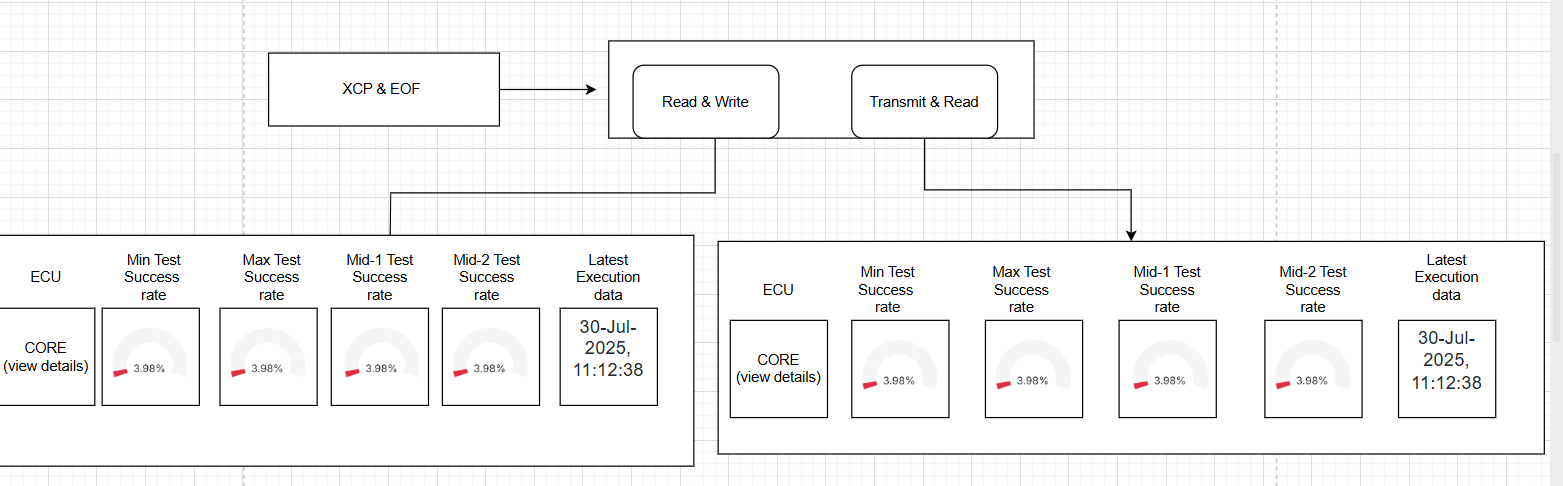 XCP & EOF
Read & Write
Transmit & Read
ECU
Min Test
Success
rate
Max Test
Success
rate
Mid-1 Test
Success
rate
Mid-2 Test
Success
rate
Latest
Execution
data
CORE
(view details)
3.98%
3.98%
3.98%
3.98%
30-Jul-
2025,
11:12:38
ECU
Min Test
Success
rate
Max Test
Success
rate
Mid-1 Test
Success
rate
Mid-2 Test
Success
rate
Latest
Execution
data
CORE
(view details)
3.98%
3.98%
3.98%
3.98%
30-Jul-
2025,
11:12:38